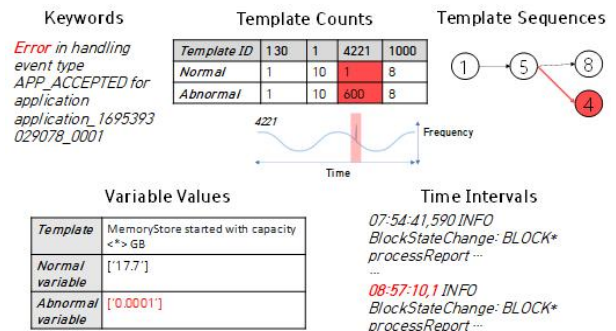 Keywords
Error in handling
event type
APP_ACCEPTED for
application
application_1695393
029078_0001
Template Counts
Template ID 130 1 4221 1000
Normal 1 10 1 8
Abnormal 1 10 600 8
4221
Frequency
Time
Template Sequences
1 5 8
4
Variable Values
Template MemoryStore started with capacity
<*> GB
Normal
variable
['17.7']
Abnormal
variable
['0.0001']
Time Intervals
07:54:41,590 INFO
BlockStateChange: BLOCK*
processReport ...
...
08:57:10,1 INFO
BlockStateChange: BLOCK*
processReport ...